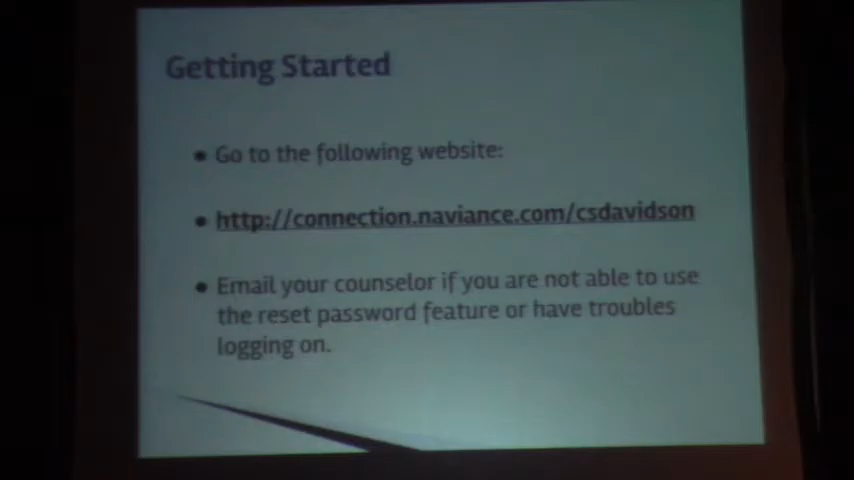 Getting Started
• Go to the following website:
• http://connection.naviance.com/csdavidson
• Email your counselor if you are not able to use
the reset password feature or have troubles
logging on.